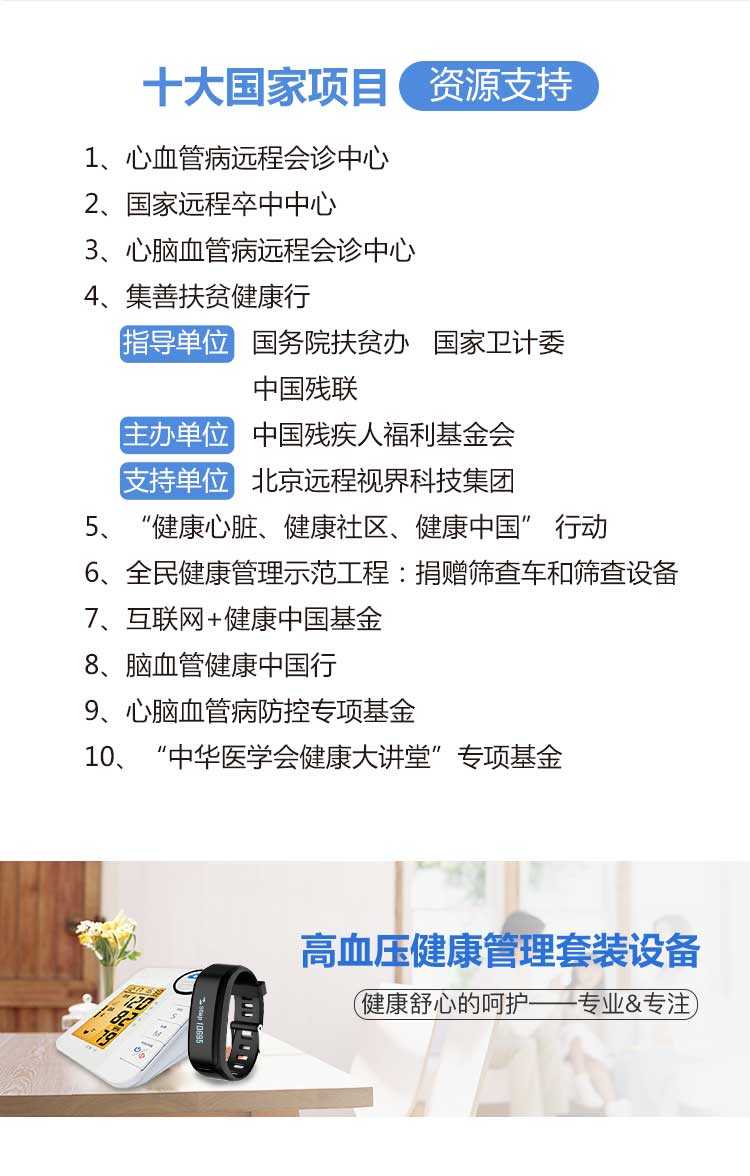 十大国家项目 资源支持
1、心血管病远程会诊中心
2、国家远程卒中中心
3、心脑血管病远程会诊中心
4、集善扶贫健康行
指导单位 国务院扶贫办 国家卫计委
中国残联
主办单位 中国残疾人福利基金会
支持单位 北京远程视界科技集团
5、“健康心脏、健康社区、健康中国” 行动
6、全民健康管理示范工程：捐赠筛查车和筛查设备
7、互联网+健康中国基金
8、脑血管健康中国行
9、心脑血管病防控专项基金
10、“中华医学会健康大讲堂”专项基金
高血压健康管理套装设备
健康舒心的呵护——专业&专注
120
82
79
Step 10695